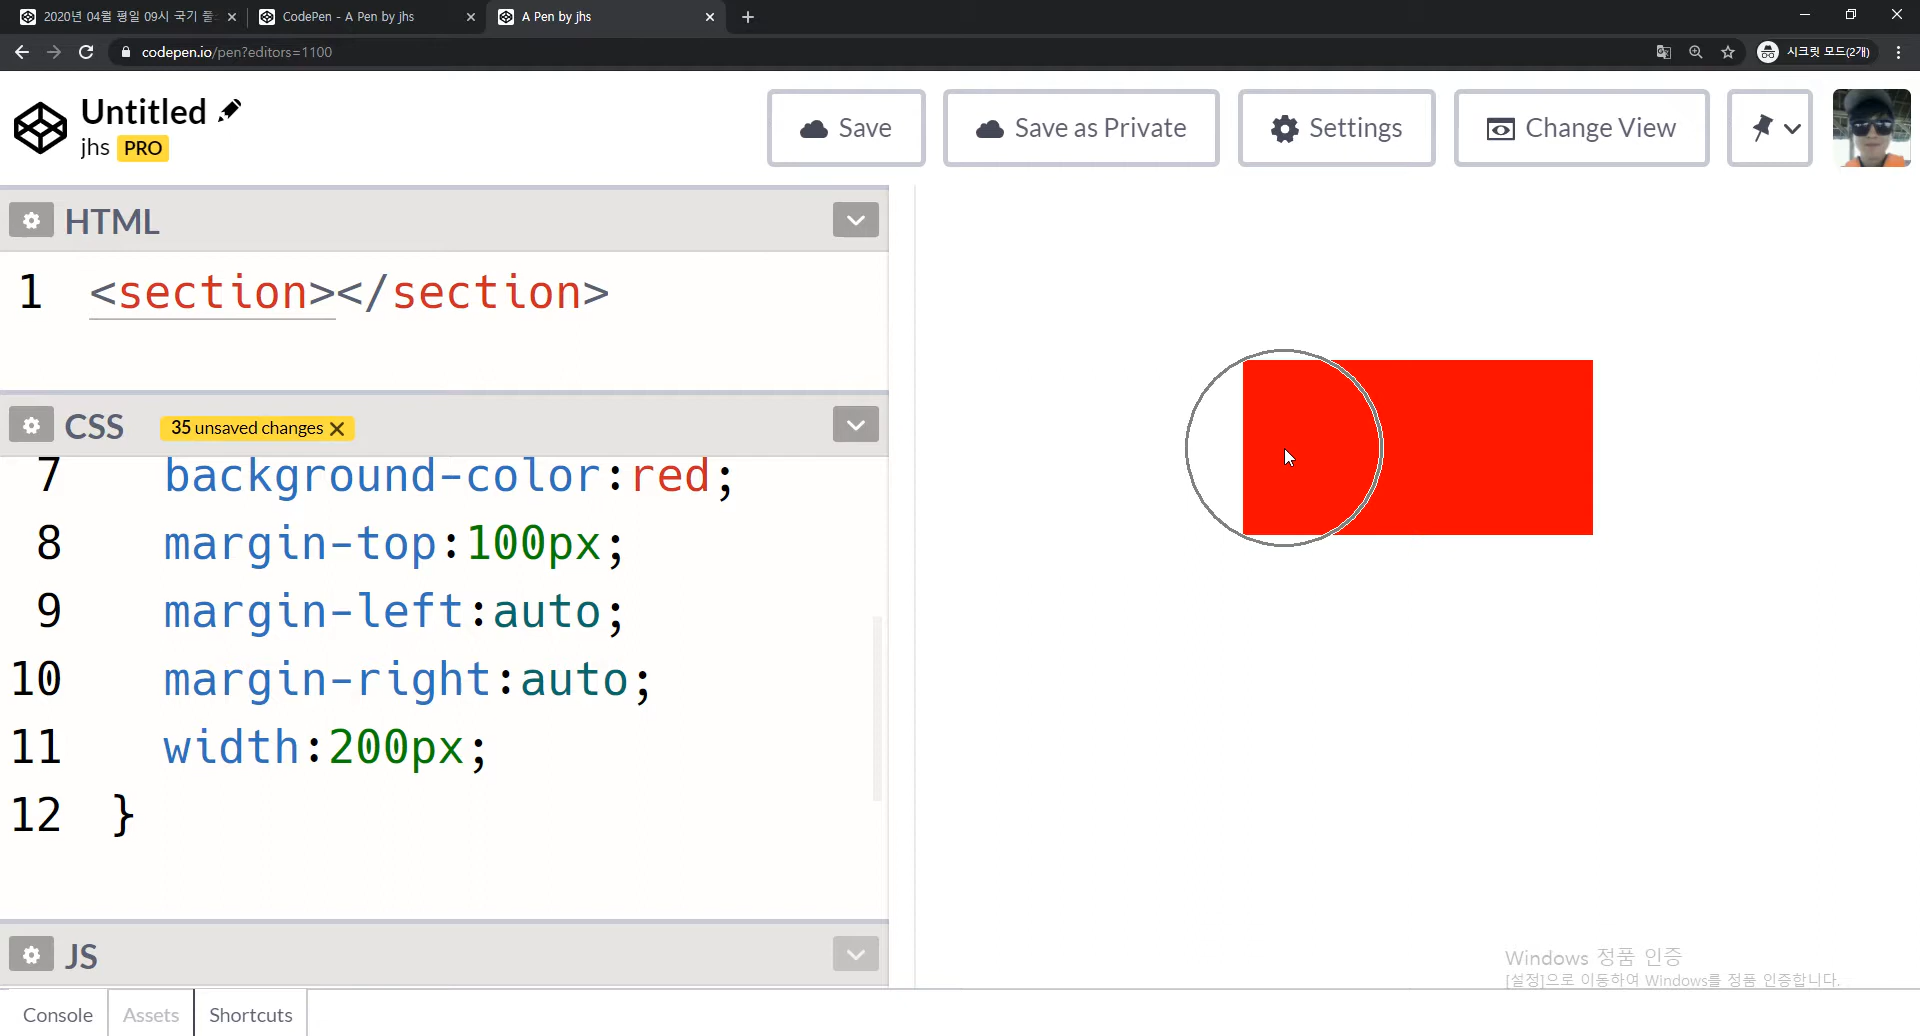 2020년 04월 평일 09시 국기 훈
CodePen - A Pen by jhs
A Pen by jhs
codepen.io/pen?editors=1100
시크릿 모드(2개)
Untitled
jhs PRO
Save
Save as Private
Settings
Change View
HTML
1 <section></section>
CSS
35 unsaved changes
7 background-color:red;
8 margin-top:100px;
9 margin-left:auto;
10 margin-right:auto;
11 width:200px;
12 }
JS
Windows 정품 인증
[설정]으로 이동하여 Windows를 정품 인증합니다.
Console
Assets
Shortcuts